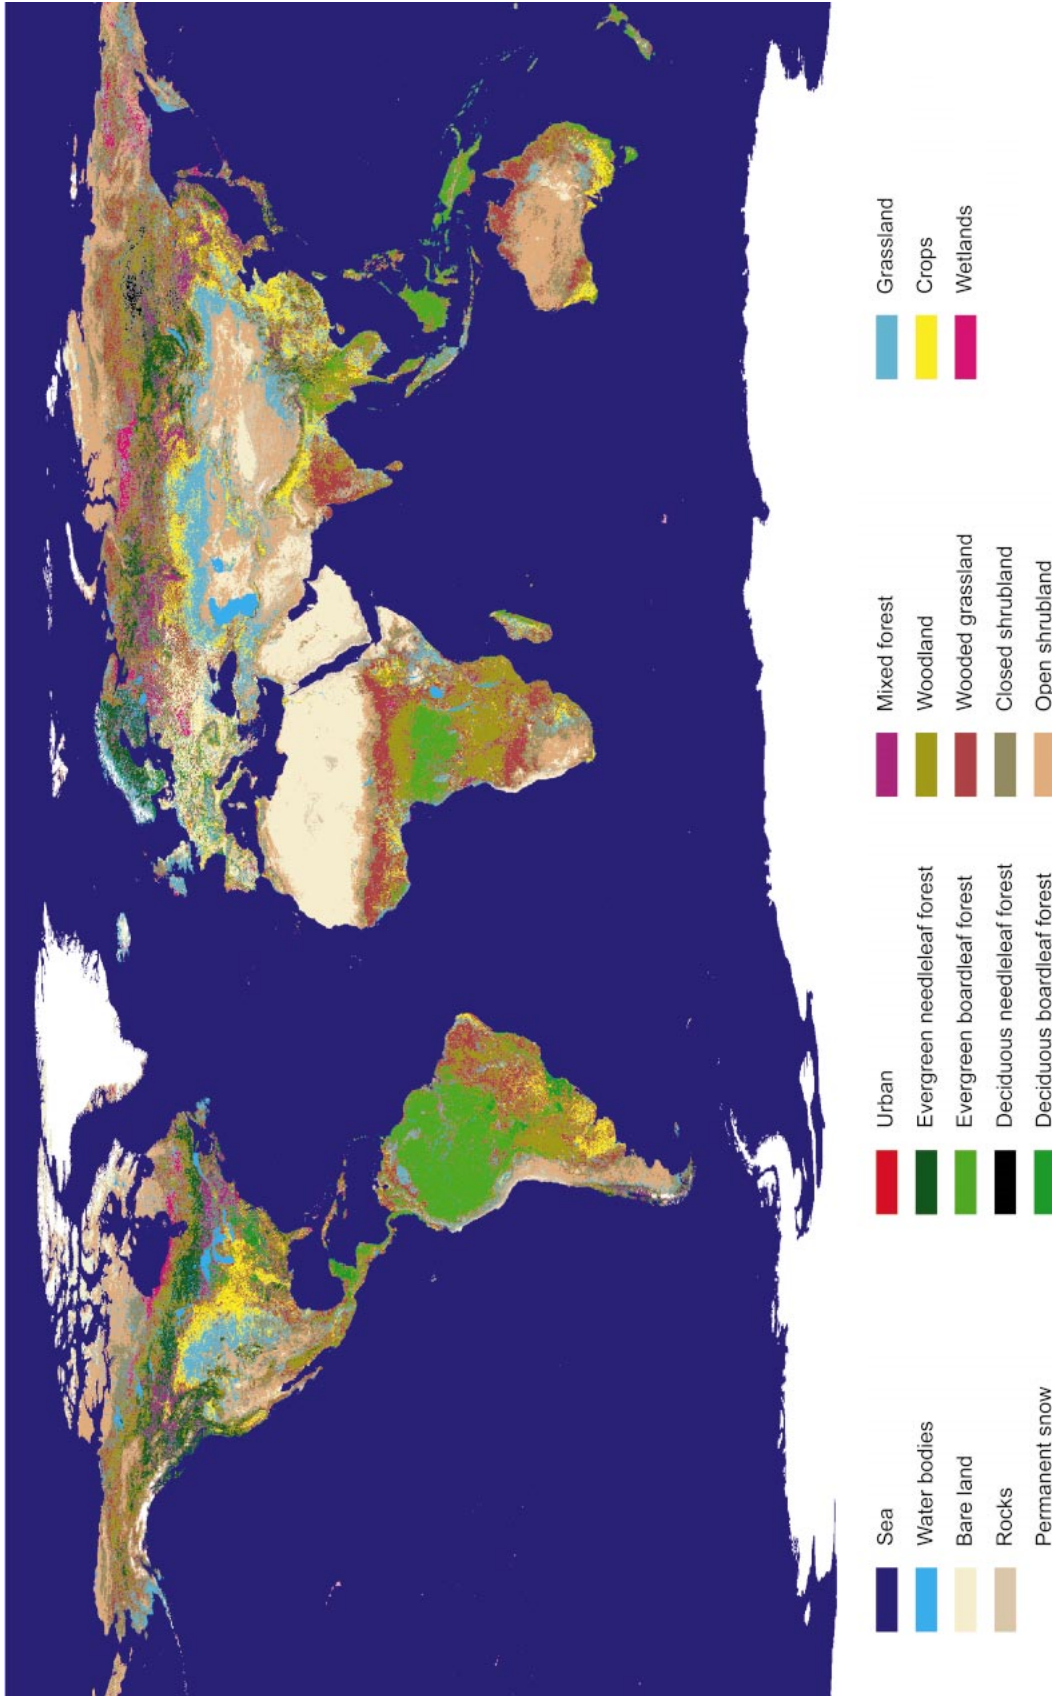 Sea
Water bodies
Bare land
Rocks
Permanent snow
Urban
Evergreen needleleaf forest
Evergreen boardleaf forest
Deciduous needleleaf forest
Deciduous boardleaf forest
Mixed forest
Woodland
Wooded grassland
Closed shrubland
Open shrubland
Grassland
Crops
Wetlands